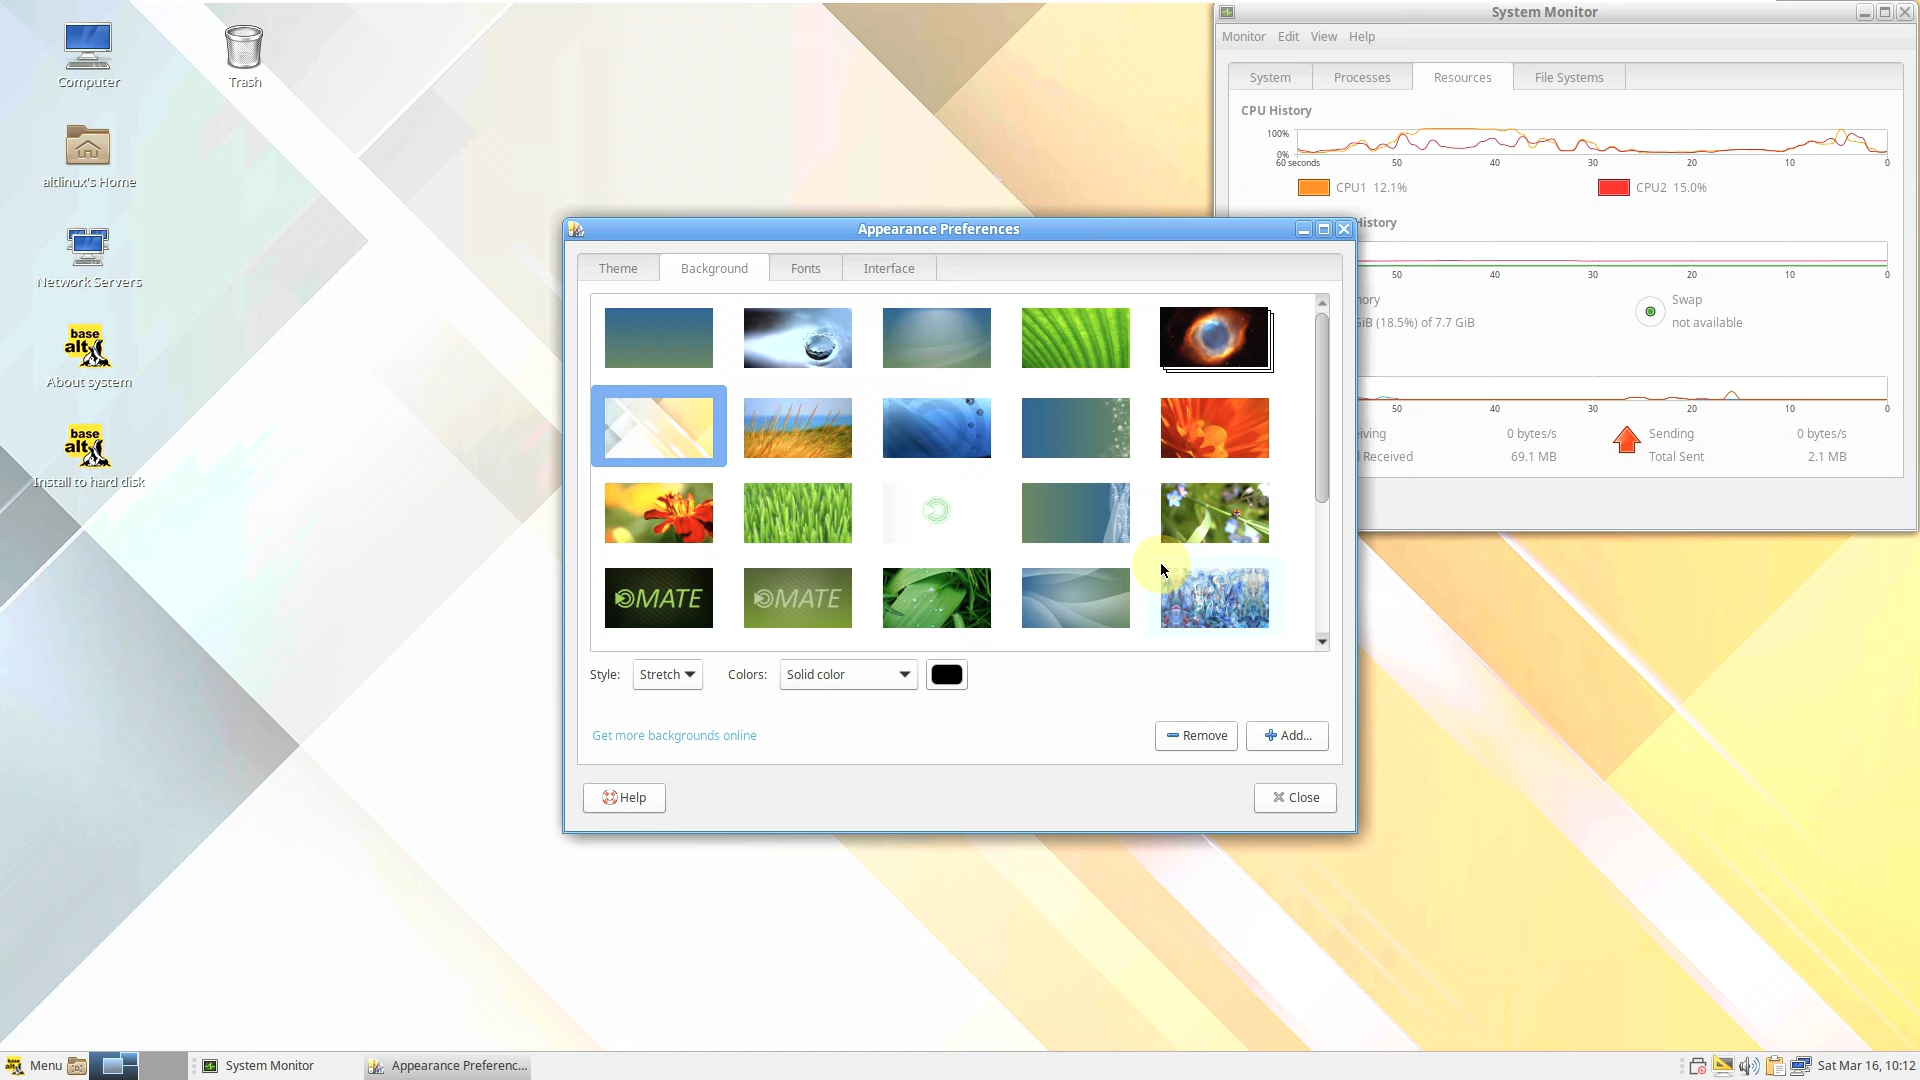 Computer
Trash
altlinux's Home
Network Servers
base
alt
About system
base
alt
Install to hard disk
System Monitor
Monitor Edit View Help
System Processes Resources File Systems
CPU History
100%
0%
60 seconds 50 40 30 20 10 0
CPU1 12.1% CPU2 15.0%
History
50 40 30 20 10 0
ory Swap
GiB (18.5%) of 7.7 GiB not available
50 40 30 20 10 0
iving 0 bytes/s Sending 0 bytes/s
l Received 69.1 MB Total Sent 2.1 MB
Appearance Preferences
Theme Background Fonts Interface
MATE MATE
Style: Stretch Colors: Solid color
Get more backgrounds online Remove Add...
Help Close
base
alt Menu System Monitor Appearance Preferenc... Sat Mar 16, 10:12